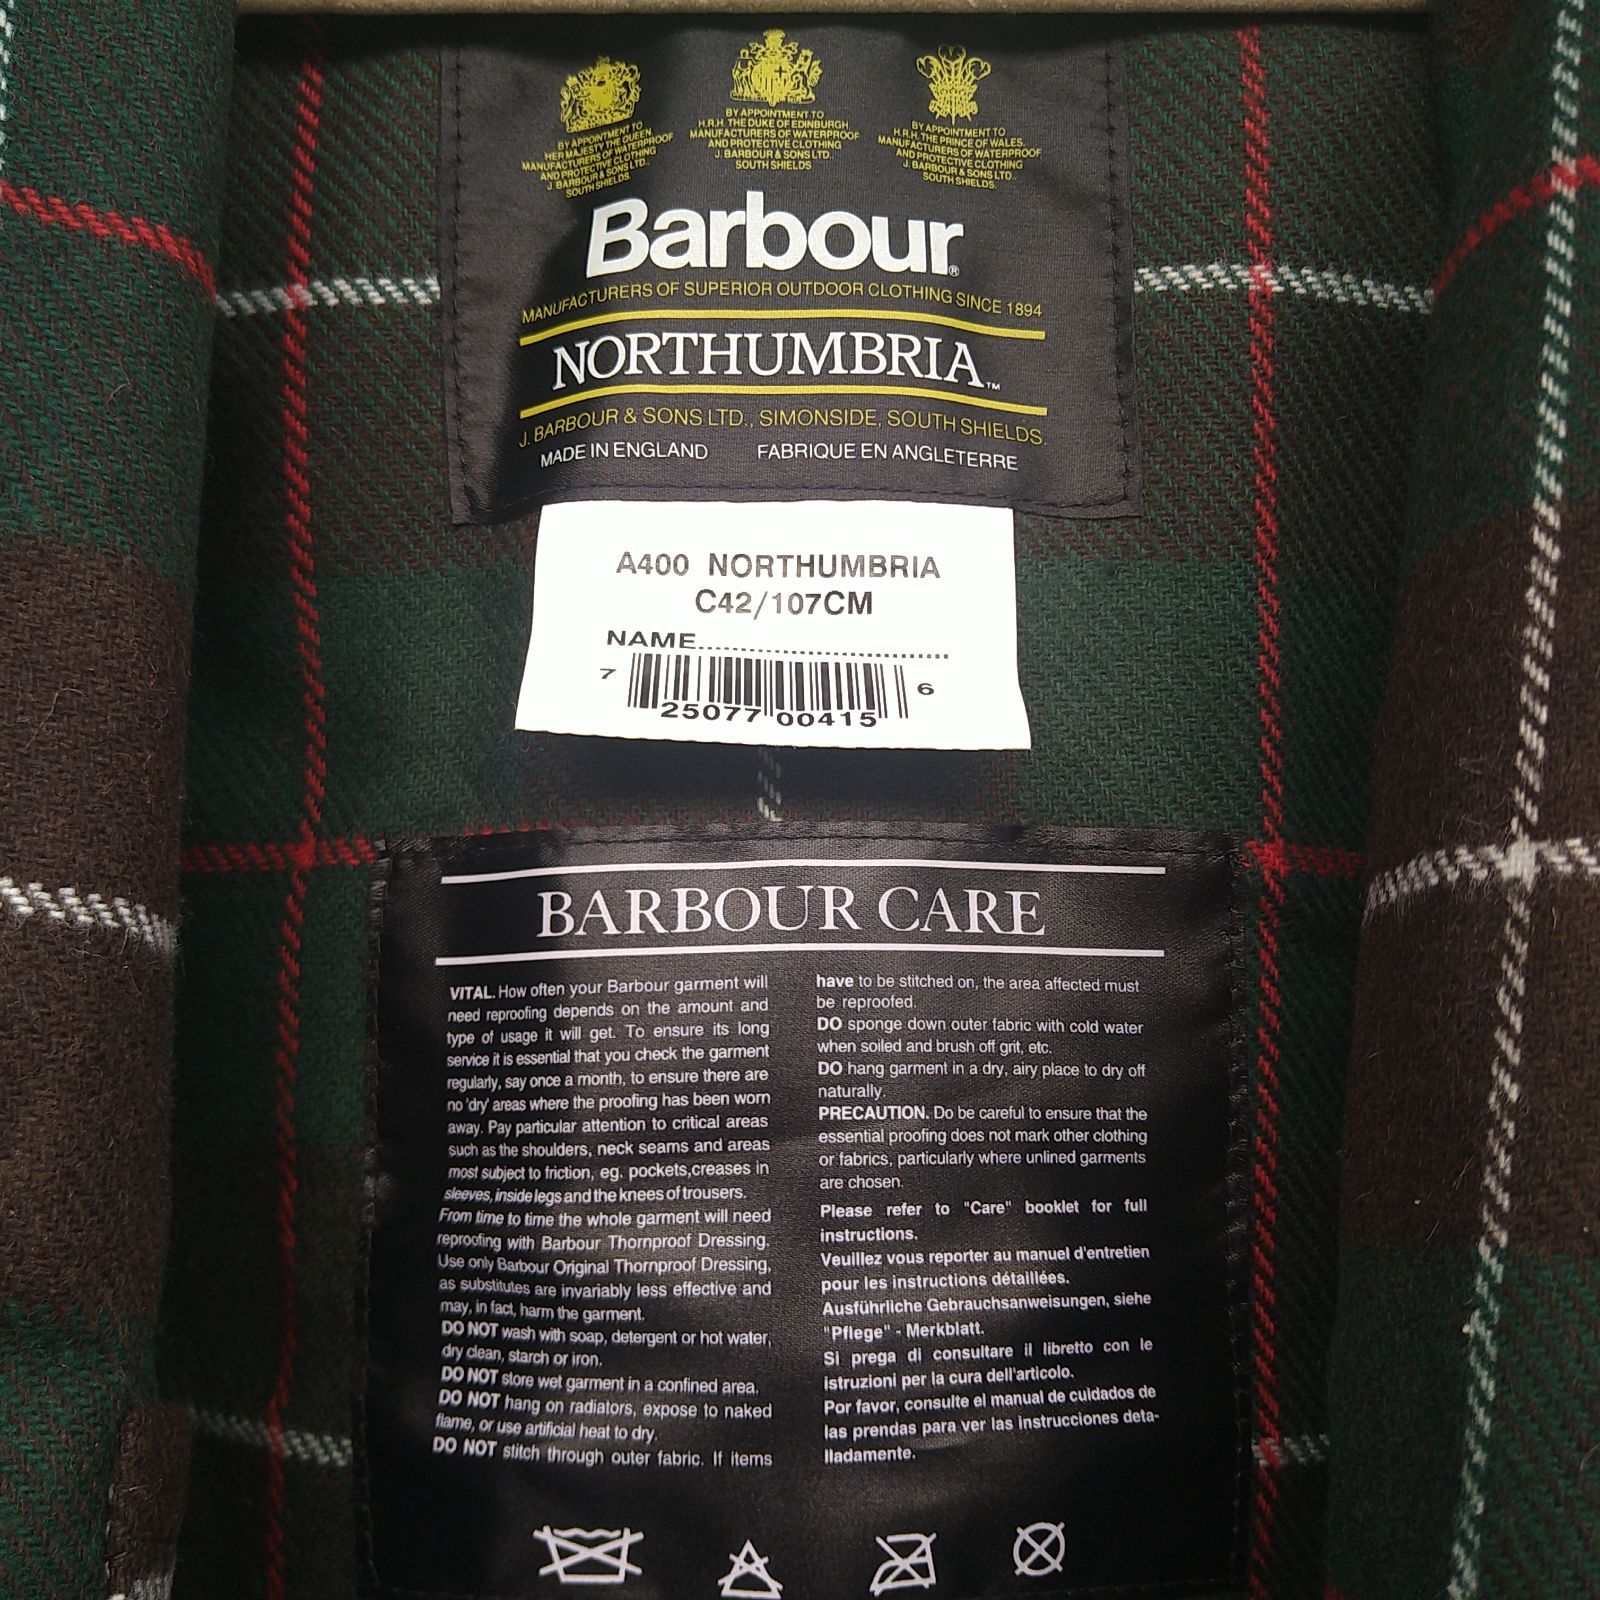 BY APPOINTMENT TO
HER MAJESTY THE QUEEN
MANUFACTURERS OF WATERPROOF
AND PROTECTIVE CLOTHING
J. BARBOUR & SONS LTD.,
SOUTH SHIELDS.
BY APPOINTMENT TO
H.R.H. THE DUKE OF EDINBURGH
MANUFACTURERS OF WATERPROOF
AND PROTECTIVE CLOTHING
J. BARBOUR & SONS LTD.
SOUTH SHIELDS
BY APPOINTMENT TO
H.R.H. THE PRINCE OF WALES.
MANUFACTURERS OF WATERPROOF
AND PROTECTIVE CLOTHING
J. BARBOUR & SONS LTD.,
SOUTH SHIELDS.
Barbour®
MANUFACTURERS OF SUPERIOR OUTDOOR CLOTHING SINCE 1894
NORTHUMBRIA™
J. BARBOUR & SONS LTD., SIMONSIDE, SOUTH SHIELDS.
MADE IN ENGLAND FABRIQUE EN ANGLETERRE
A400 NORTHUMBRIA
C42/107CM
NAME...............................
7 25077 00415 6
BARBOUR CARE
VITAL. How often your Barbour garment will
need reproofing depends on the amount and
type of usage it will get. To ensure its long
service it is essential that you check the garment
regularly, say once a month, to ensure there are
no 'dry' areas where the proofing has been worn
away. Pay particular attention to critical areas
such as the shoulders, neck seams and areas
most subject to friction, eg. pockets,creases in
sleeves, inside legs and the knees of trousers.
From time to time the whole garment will need
reproofing with Barbour Thornproof Dressing.
Use only Barbour Original Thornproof Dressing,
as substitutes are invariably less effective and
may, in fact, harm the garment.
DO NOT wash with soap, detergent or hot water,
dry clean, starch or iron.
DO NOT store wet garment in a confined area.
DO NOT hang on radiators, expose to naked
flame, or use artificial heat to dry.
DO NOT stitch through outer fabric. If items
have to be stitched on, the area affected must
be reproofed.
DO sponge down outer fabric with cold water
when soiled and brush off grit, etc.
DO hang garment in a dry, airy place to dry off
naturally.
PRECAUTION. Do be careful to ensure that the
essential proofing does not mark other clothing
or fabrics, particularly where unlined garments
are chosen.
Please refer to "Care" booklet for full
instructions.
Veuillez vous reporter au manuel d'entretien
pour les instructions détaillées.
Ausführliche Gebrauchsanweisungen, siehe
"Pflege" - Merkblatt.
Si prega di consultare il libretto con le
istruzioni per la cura dell'articolo.
Por favor, consulte el manual de cuidados de
las prendas para ver las instrucciones deta-
lladamente.